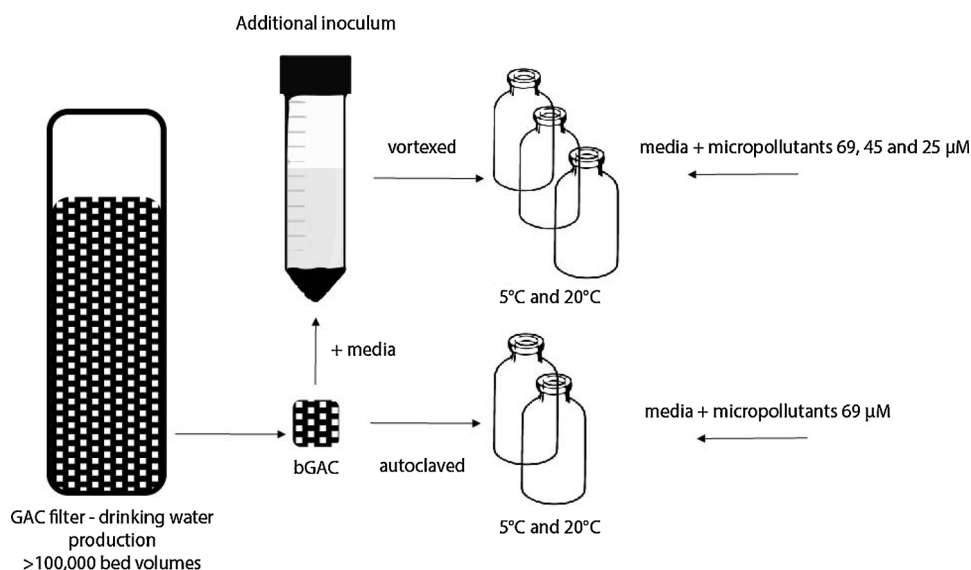 Additional inoculum
vortexed
media + micropollutants 69, 45 and 25 µM
5°C and 20°C
+ media
bGAC
autoclaved
media + micropollutants 69 µM
5°C and 20°C
GAC filter - drinking water
production
>100,000 bed volumes